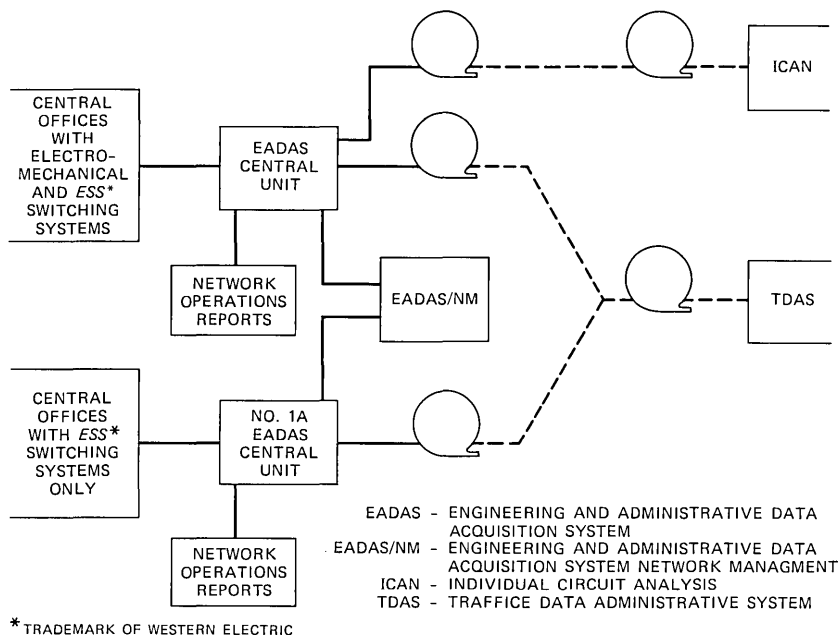 CENTRAL
OFFICES
WITH
ELECTRO-
MECHANICAL
AND ESS*
SWITCHING
SYSTEMS
EADAS
CENTRAL
UNIT
NETWORK
OPERATIONS
REPORTS
EADAS/NM
ICAN
TDAS
CENTRAL
OFFICES
WITH ESS*
SWITCHING
SYSTEMS
ONLY
NO. 1A
EADAS
CENTRAL
UNIT
NETWORK
OPERATIONS
REPORTS
EADAS - ENGINEERING AND ADMINISTRATIVE DATA
ACQUISITION SYSTEM
EADAS/NM - ENGINEERING AND ADMINISTRATIVE DATA
ACQUISITION SYSTEM NETWORK MANAGMENT
ICAN - INDIVIDUAL CIRCUIT ANALYSIS
TDAS - TRAFFICE DATA ADMINISTRATIVE SYSTEM
* TRADEMARK OF WESTERN ELECTRIC